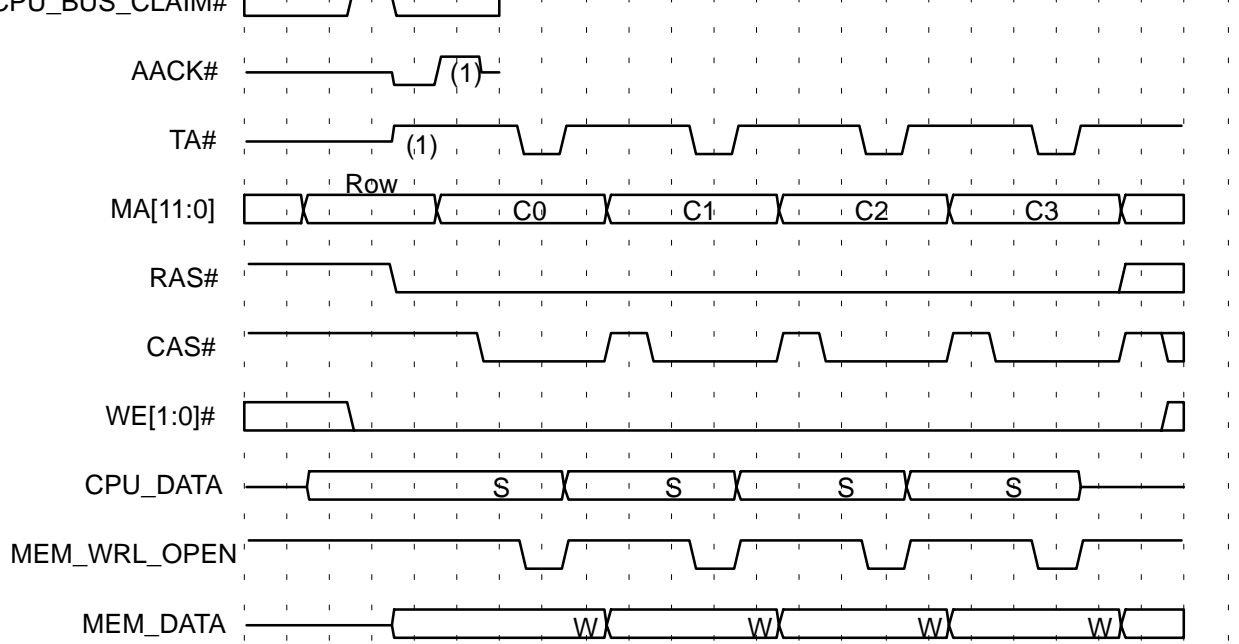 CPU_BUS_CLAIM#
AACK# (1)
TA# (1)
Row
MA[11:0] C0 C1 C2 C3
RAS#
CAS#
WE[1:0]#
CPU_DATA S S S S
MEM_WRL_OPEN
MEM_DATA W W W W